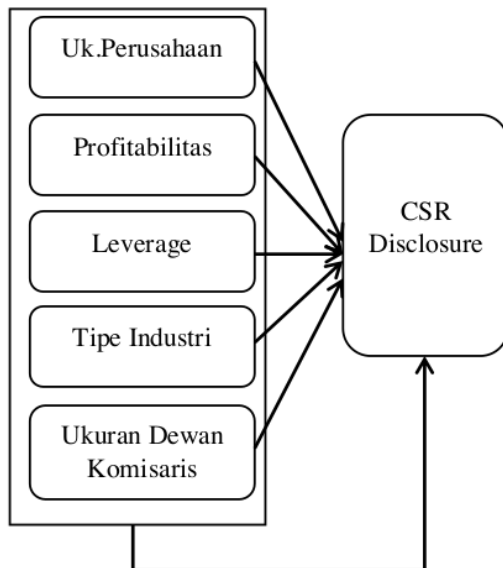 Uk.Perusahaan
Profitabilitas
Leverage
Tipe Industri
Ukuran Dewan
Komisaris
CSR
Disclosure